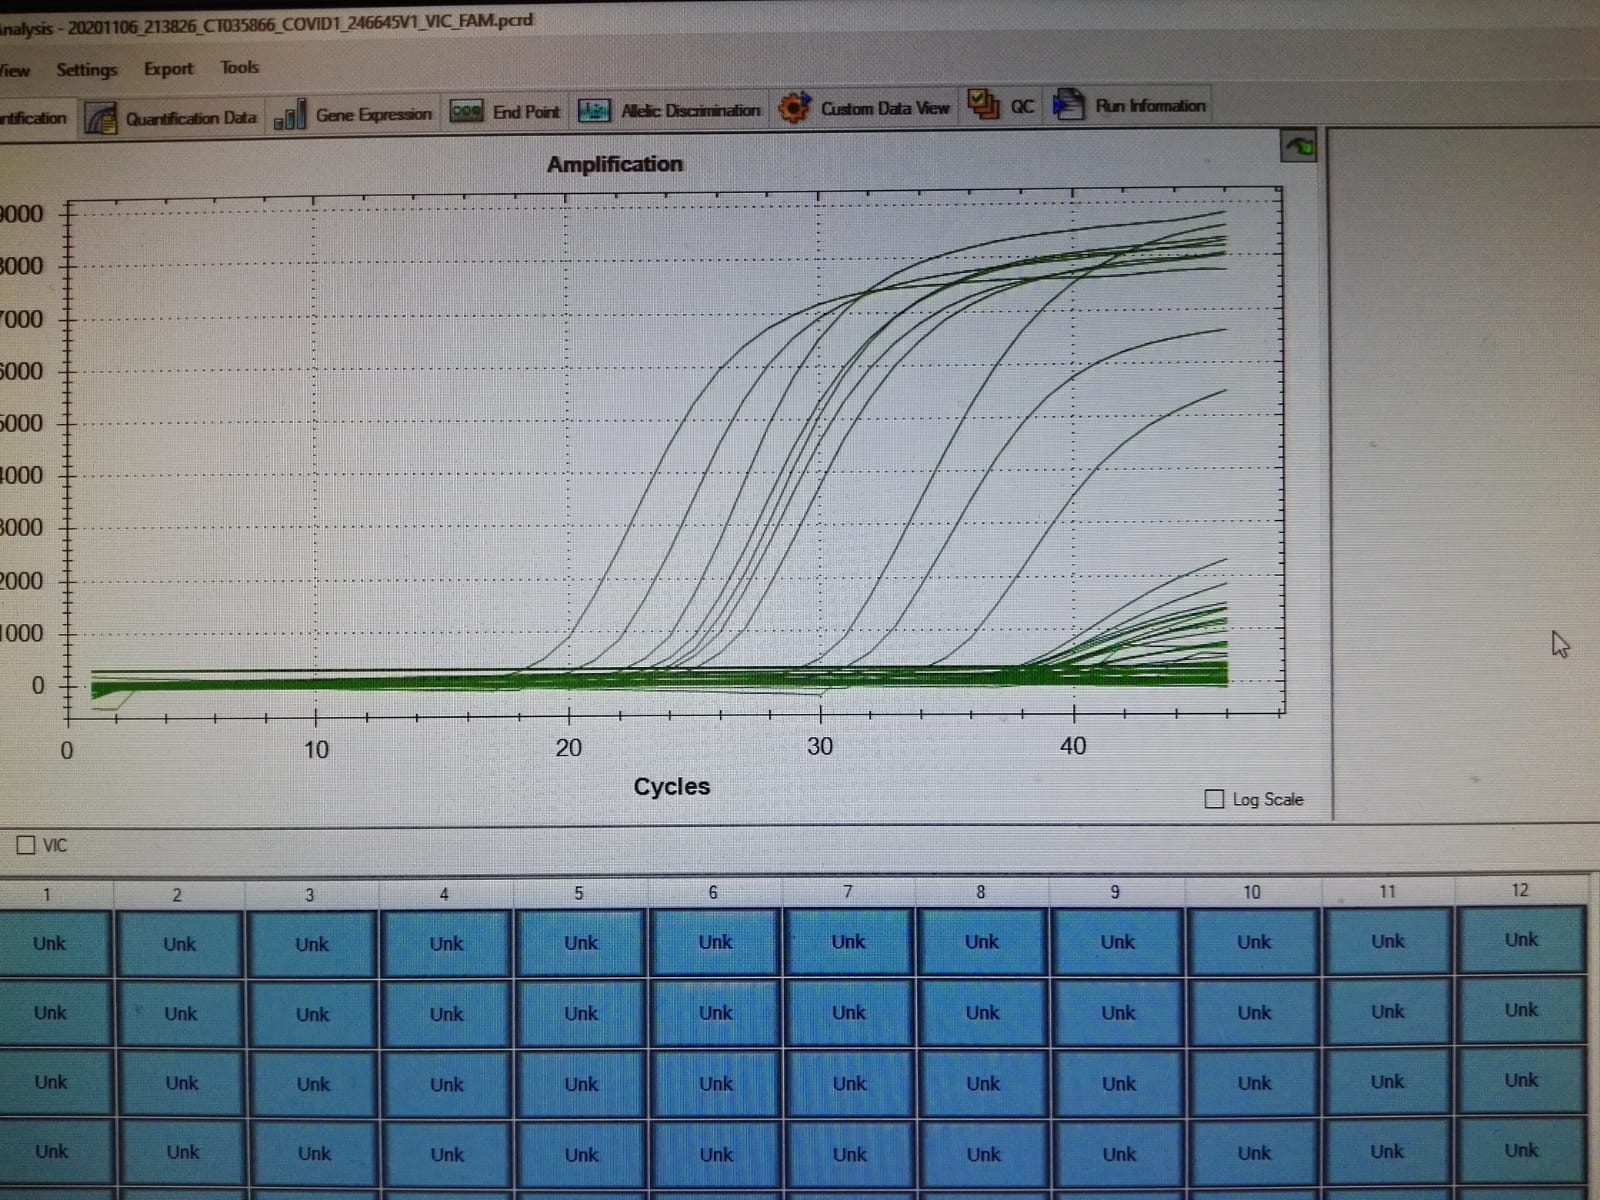 Analysis - 20201106_213826_CT035866_COVID1_246645V1_VIC_FAM.pcrd
View Settings Export Tools
ntification Quantification Data Gene Expression End Point Allelic Discrimination Custom Data View QC Run Information
Amplification
9000
8000
7000
6000
5000
4000
3000
2000
1000
0
0 10 20 30 40
Cycles
Log Scale
VIC
1 2 3 4 5 6 7 8 9 10 11 12
Unk Unk Unk Unk Unk Unk Unk Unk Unk Unk Unk Unk
Unk Unk Unk Unk Unk Unk Unk Unk Unk Unk Unk Unk
Unk Unk Unk Unk Unk Unk Unk Unk Unk Unk Unk Unk
Unk Unk Unk Unk Unk Unk Unk Unk Unk Unk Unk Unk